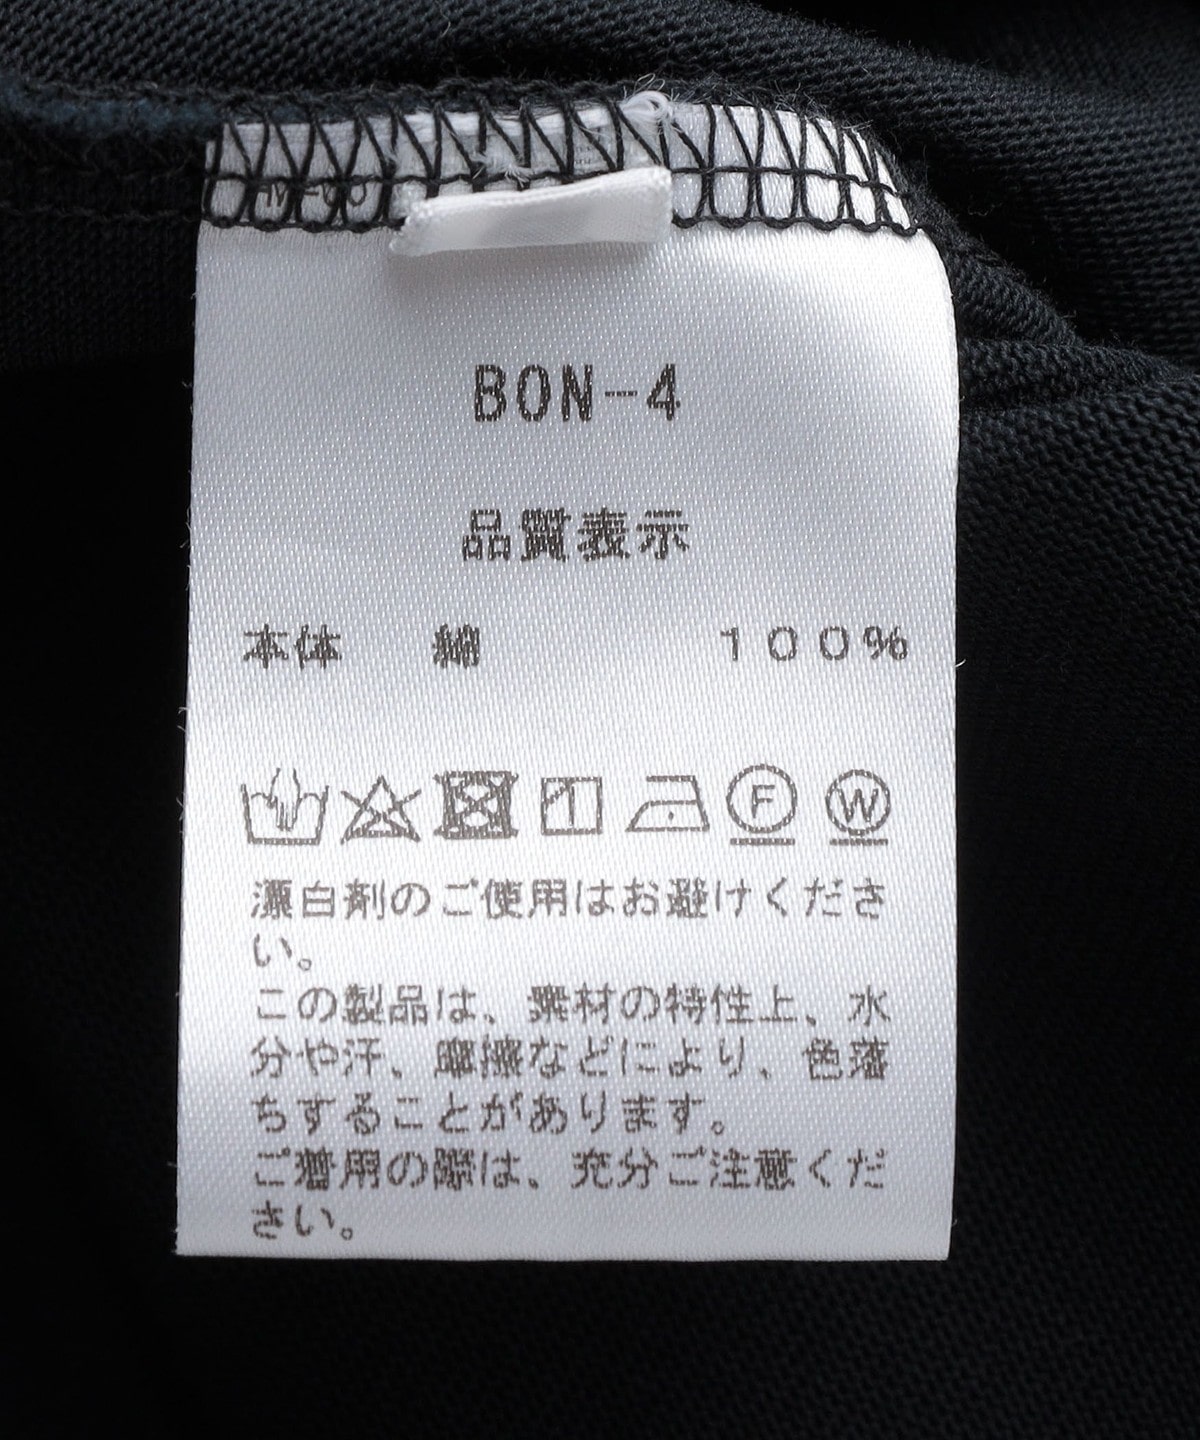 BON-4
品質表示
本体 綿 100%
F W
漂白剤のご使用はお避けくださ
い。
この製品は、素材の特性上、水
分や汗、摩擦などにより、色落
ちすることがあります。
ご着用の際は、充分ご注意くだ
さい。